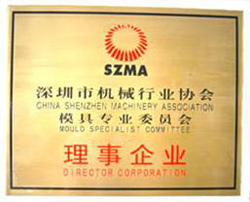 SZMA
深圳市机械行业协会
CHINA SHENZHEN MACHINERY ASSOCIATION
模具专业委员会
MOULD SPECIALIST COMMITTEE
理事企业
DIRECTOR CORPORATION